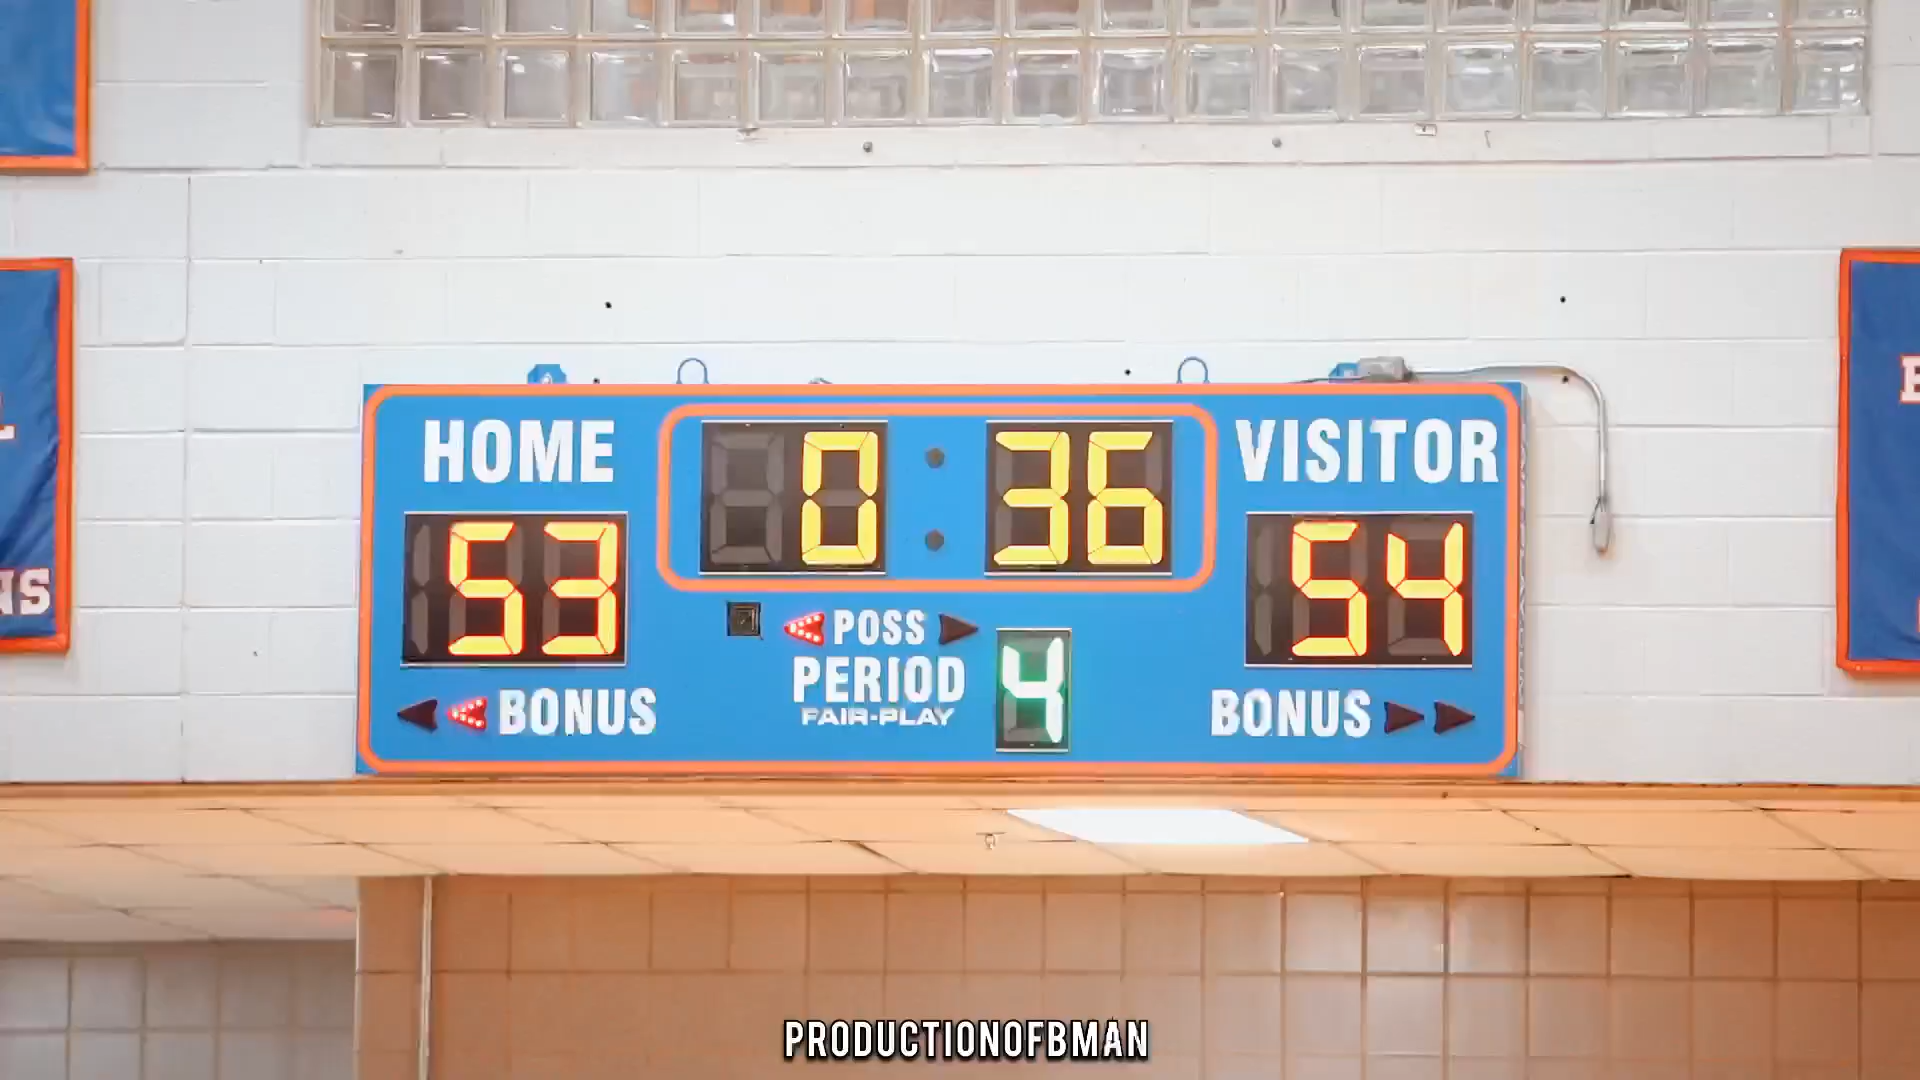 HOME
0 36
VISITOR
53
54
POSS
PERIOD
4
FAIR-PLAY
BONUS
BONUS
NS
PRODUCTIONOFBMAN